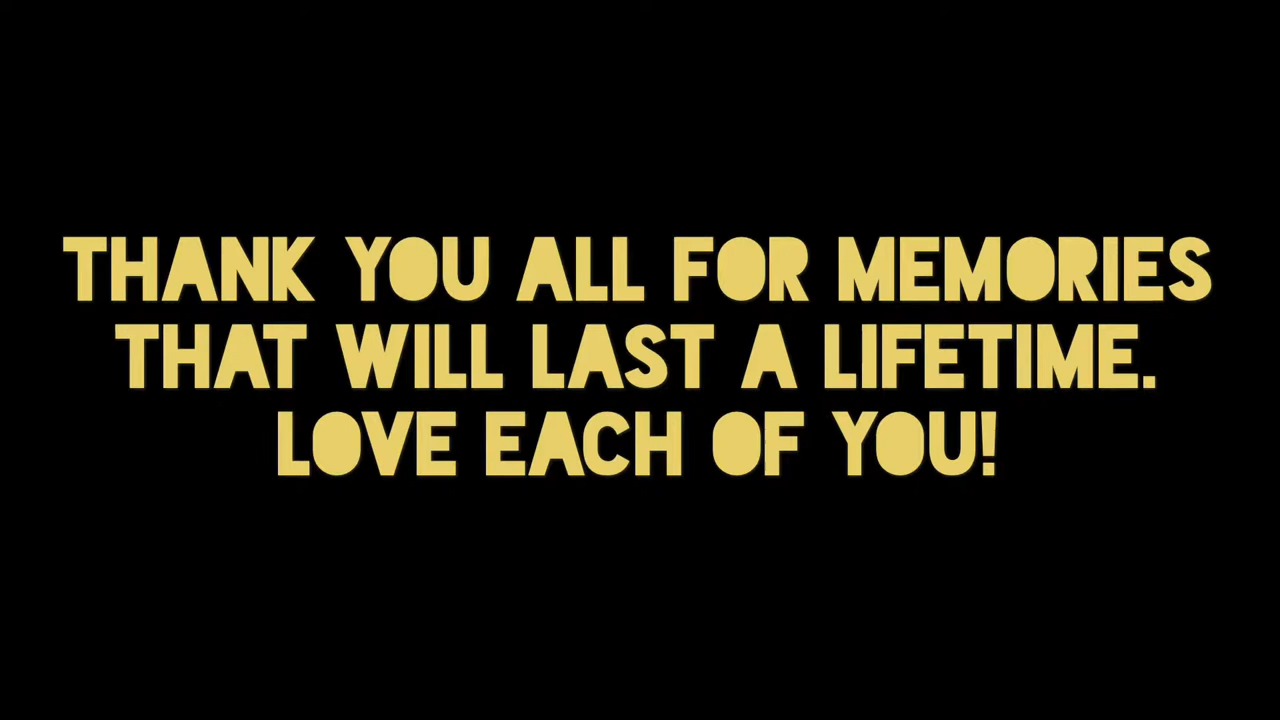 THANK YOU ALL FOR MEMORIES
THAT WILL LAST A LIFETIME.
LOVE EACH OF YOU!